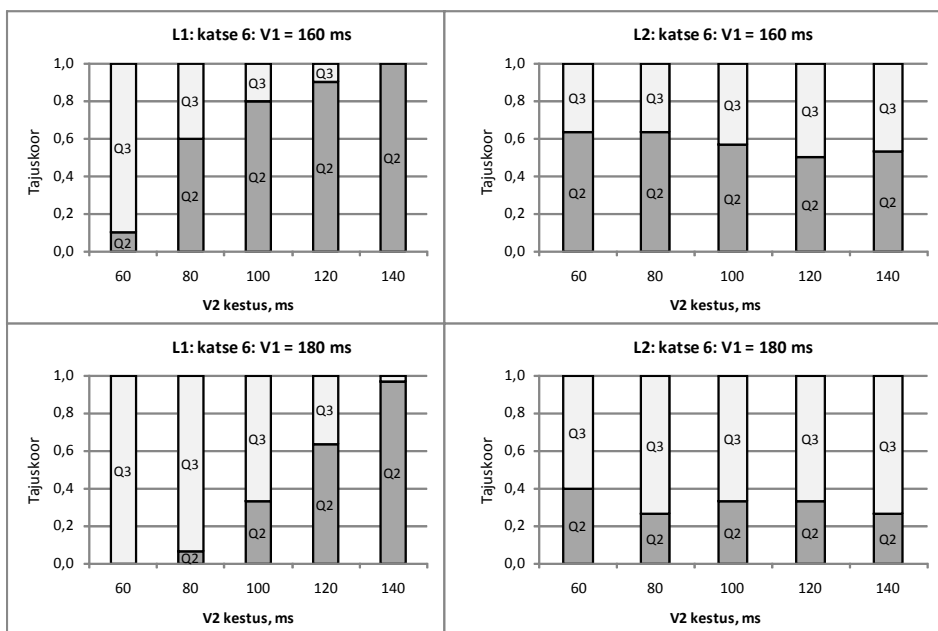 L1: katse 6: V1 = 160 ms
Tajuskoor
1,0
0,8
0,6
0,4
0,2
0,0
Q3 Q3 Q3 Q3
Q2 Q2 Q2 Q2 Q2
60 80 100 120 140
V2 kestus, ms
L2: katse 6: V1 = 160 ms
Tajuskoor
1,0
0,8
0,6
0,4
0,2
0,0
Q3 Q3 Q3 Q3 Q3
Q2 Q2 Q2 Q2 Q2
60 80 100 120 140
V2 kestus, ms
L1: katse 6: V1 = 180 ms
Tajuskoor
1,0
0,8
0,6
0,4
0,2
0,0
Q3 Q3 Q3 Q3
Q2 Q2 Q2 Q2
60 80 100 120 140
V2 kestus, ms
L2: katse 6: V1 = 180 ms
Tajuskoor
1,0
0,8
0,6
0,4
0,2
0,0
Q3 Q3 Q3 Q3 Q3
Q2 Q2 Q2 Q2 Q2
60 80 100 120 140
V2 kestus, ms